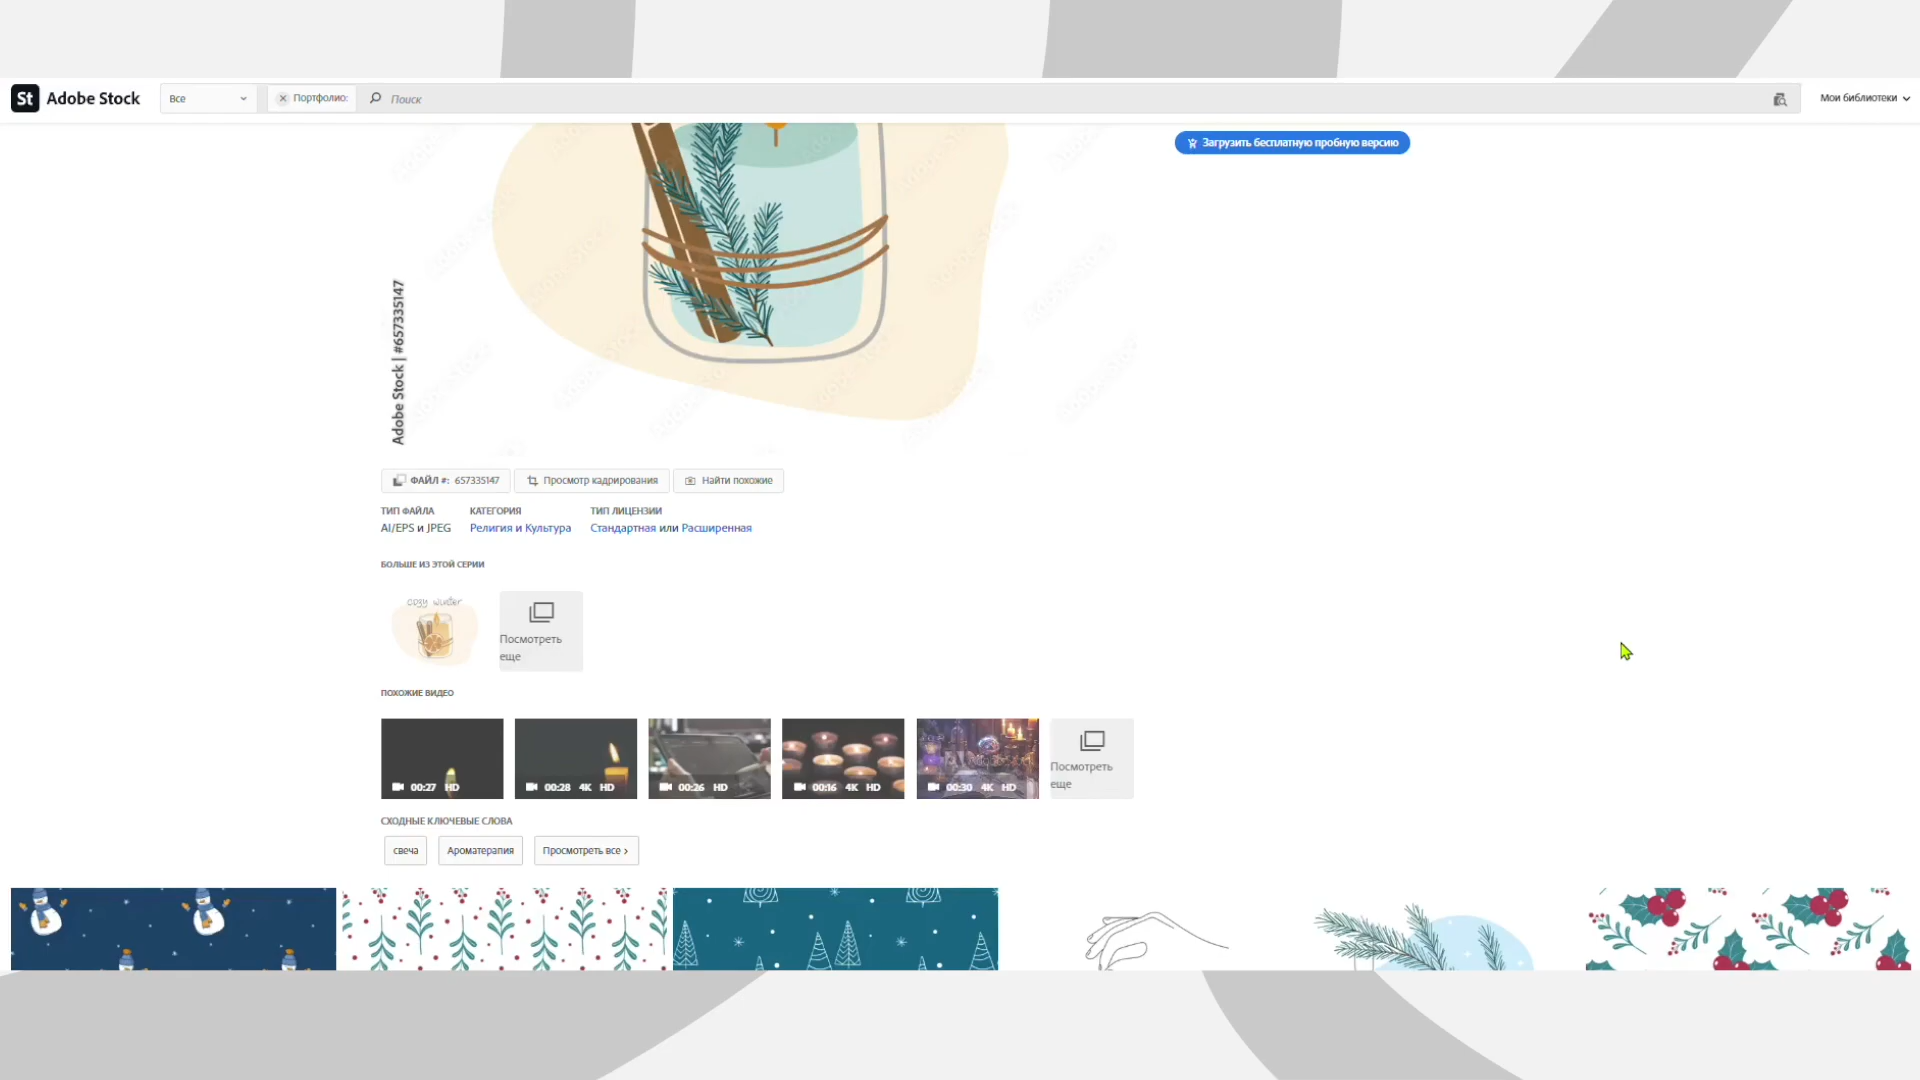 St Adobe Stock
Все
Портфолио:
Поиск
Мои библиотеки
Загрузить бесплатную пробную версию
Adobe Stock | #657335147
ФАЙЛ #: 657335147
Просмотр кадрирования
Найти похожие
ТИП ФАЙЛА
КАТЕГОРИЯ
ТИП ЛИЦЕНЗИИ
AI/EPS и JPEG
Религия и Культура
Стандартная или Расширенная
БОЛЬШЕ ИЗ ЭТОЙ СЕРИИ
cozy winter
Посмотреть
еще
ПОХОЖИЕ ВИДЕО
00:27 HD
00:28 4K HD
00:26 HD
00:16 4K HD
00:30 4K HD
Посмотреть
еще
СХОДНЫЕ КЛЮЧЕВЫЕ СЛОВА
свеча
Ароматерапия
Просмотреть все ›